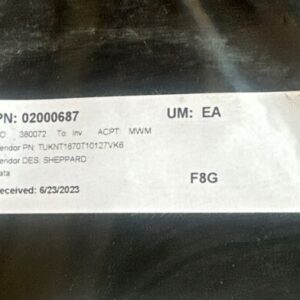 PN: 02000687 UM: EA
O 380072 To: Inv ACPT: MWM
endor PN: TUKNT1670T10127VK6
endor DES: SHEPPARD
ata
F8G
eceived: 6/23/2023